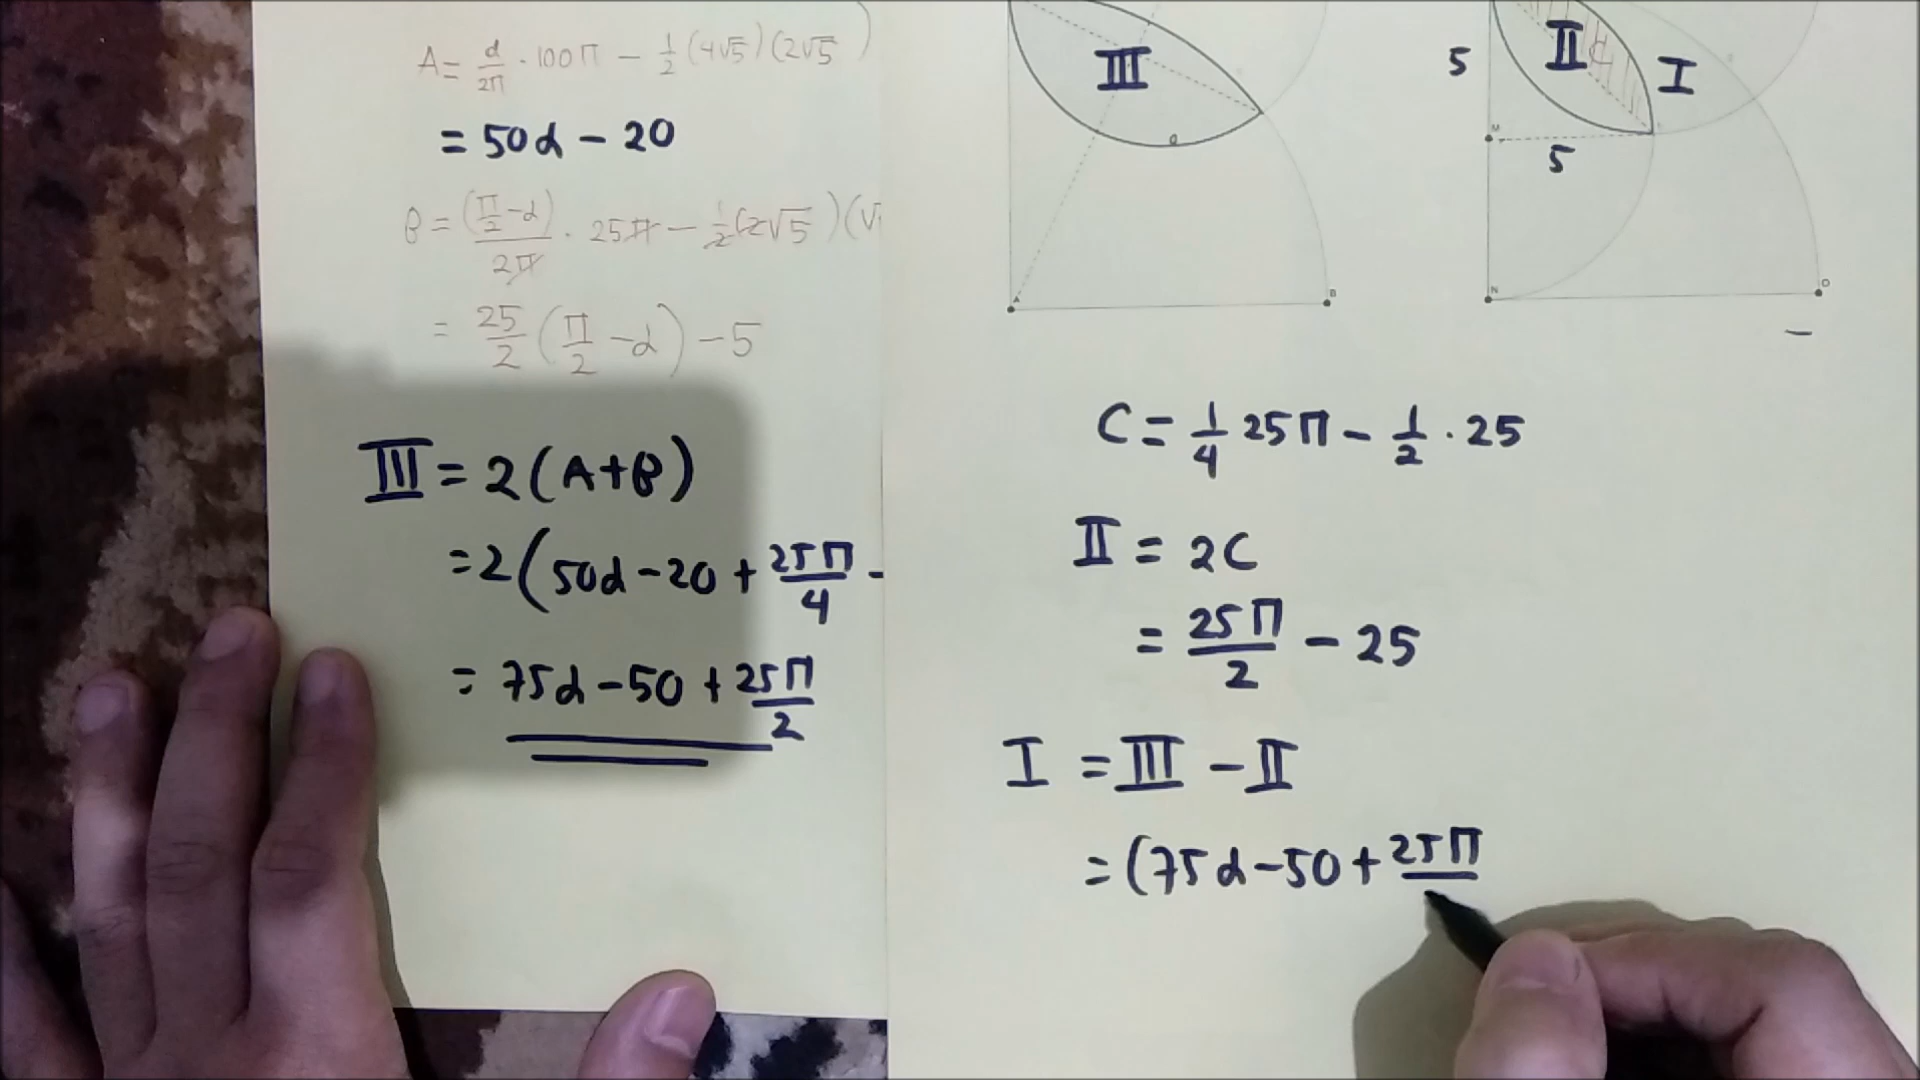 A = d/2π · 100π − 1/2 (4√5)(2√5)
= 50α − 20
B = (π/2 − α)/2π · 25π − 1/2 (2√5)(√
= 25/2 (π/2 − α) − 5
III = 2(A+B)
= 2(50α − 20 + 25π/4 −
= 75α − 50 + 25π/2
III
A
B
5
II
I
M
5
N
D
C = 1/4 25π − 1/2 · 25
II = 2C
= 25π/2 − 25
I = III − II
= (75α − 50 + 25π